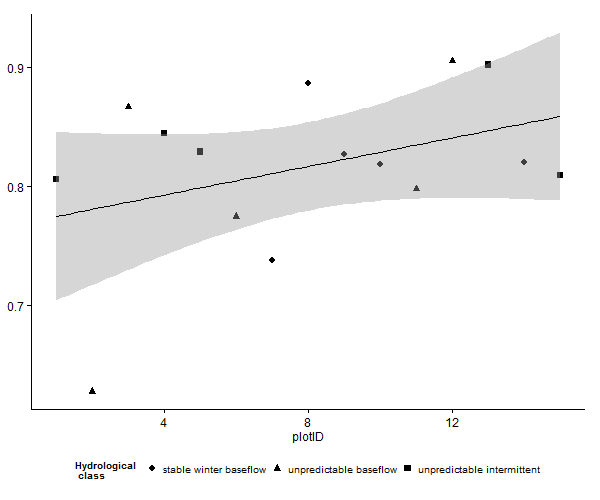 0.9
0.8
0.7
4 8 12
plotID
Hydrological
class
stable winter baseflow unpredictable baseflow unpredictable intermittent